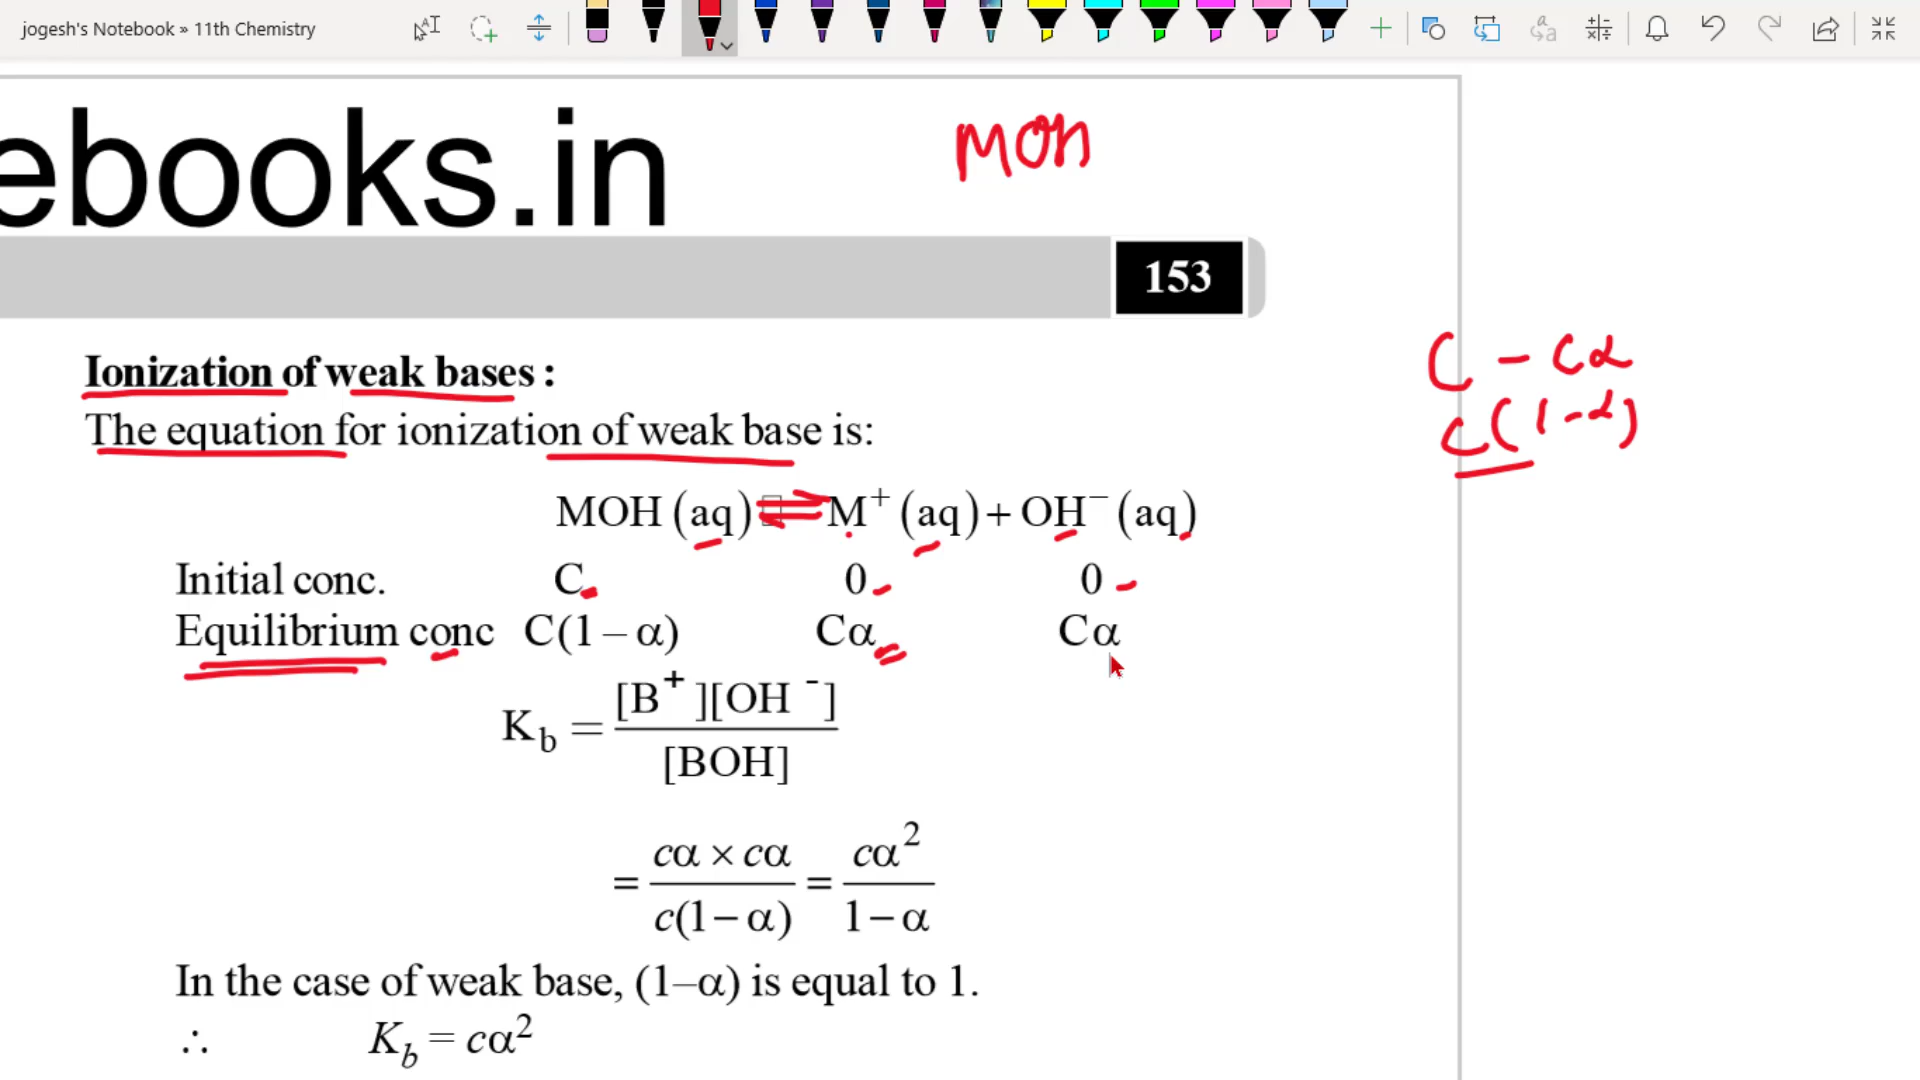 jogesh's Notebook » 11th Chemistry
ebooks.in
MOH
153
Ionization of weak bases :
C - Cα
C(1-α)
The equation for ionization of weak base is:
MOH (aq) ⇌ M⁺ (aq) + OH⁻ (aq)
Initial conc. C 0 0
Equilibrium conc C(1 – α) Cα Cα
K_b = [B⁺][OH⁻] / [BOH]
= cα × cα / c(1 − α) = cα² / 1 − α
In the case of weak base, (1–α) is equal to 1.
∴ K_b = cα²